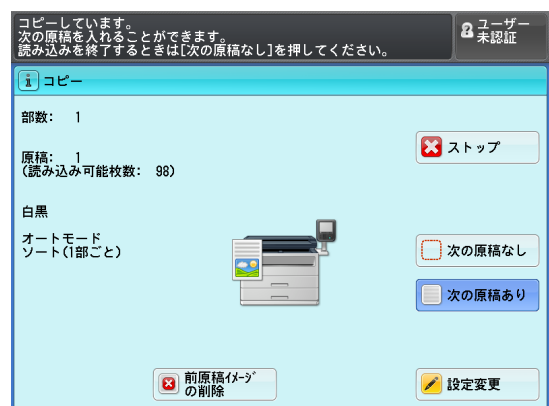 コピーしています。
次の原稿を入れることができます。
読み込みを終了するときは[次の原稿なし]を押してください。
ユーザー
未認証
コピー
部数: 1
ストップ
原稿: 1
(読み込み可能枚数: 98)
白黒
オートモード
ソート(1部ごと)
次の原稿なし
次の原稿あり
前原稿イメージ
の削除
設定変更